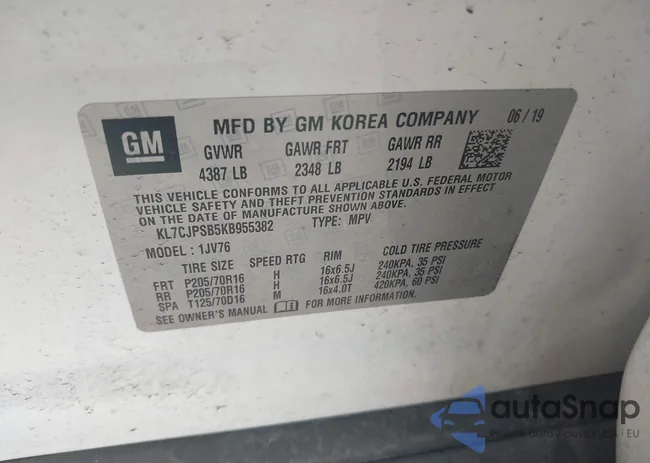 GM
MFD BY GM KOREA COMPANY 06/19
GVWR GAWR FRT GAWR RR
4387 LB 2348 LB 2194 LB
THIS VEHICLE CONFORMS TO ALL APPLICABLE U.S. FEDERAL MOTOR
VEHICLE SAFETY AND THEFT PREVENTION STANDARDS IN EFFECT
ON THE DATE OF MANUFACTURE SHOWN ABOVE.
KL7CJPSB5KB955382 TYPE: MPV
MODEL: 1JV76
TIRE SIZE SPEED RTG RIM COLD TIRE PRESSURE
FRT P205/70R16 H 16x6.5J 240KPA, 35 PSI
RR P205/70R16 H 16x6.5J 240KPA, 35 PSI
SPA T125/70D16 M 16x4.0T 420KPA, 60 PSI
SEE OWNER'S MANUAL FOR MORE INFORMATION.
autoSnap